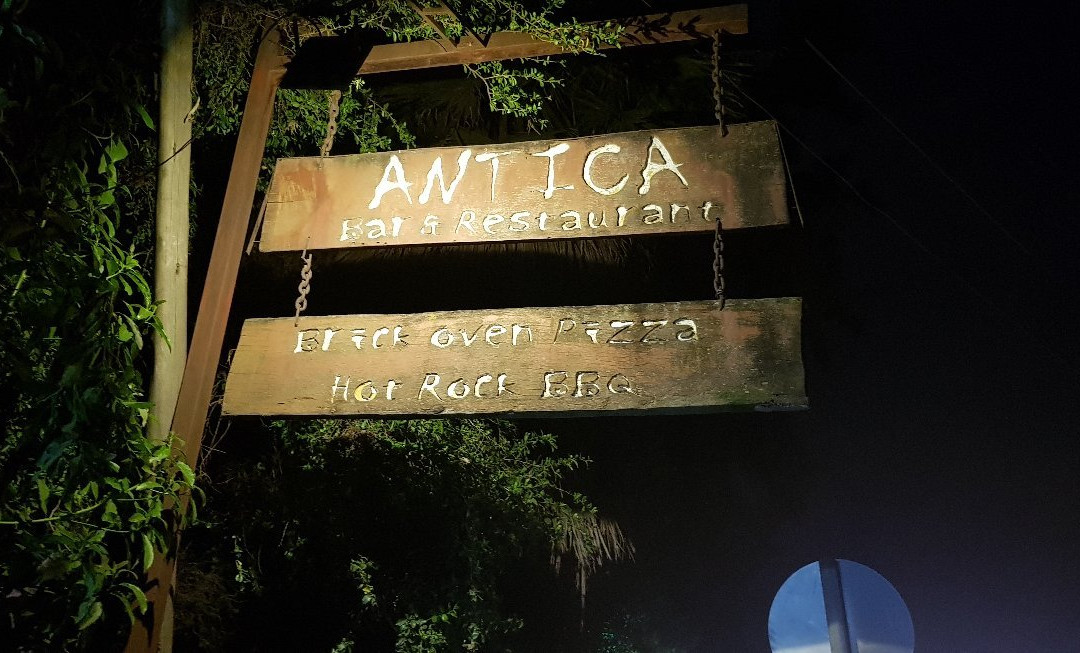 ANTICA
Bar & Restaurant
Brick oven Pizza
Hot Rock BBQ